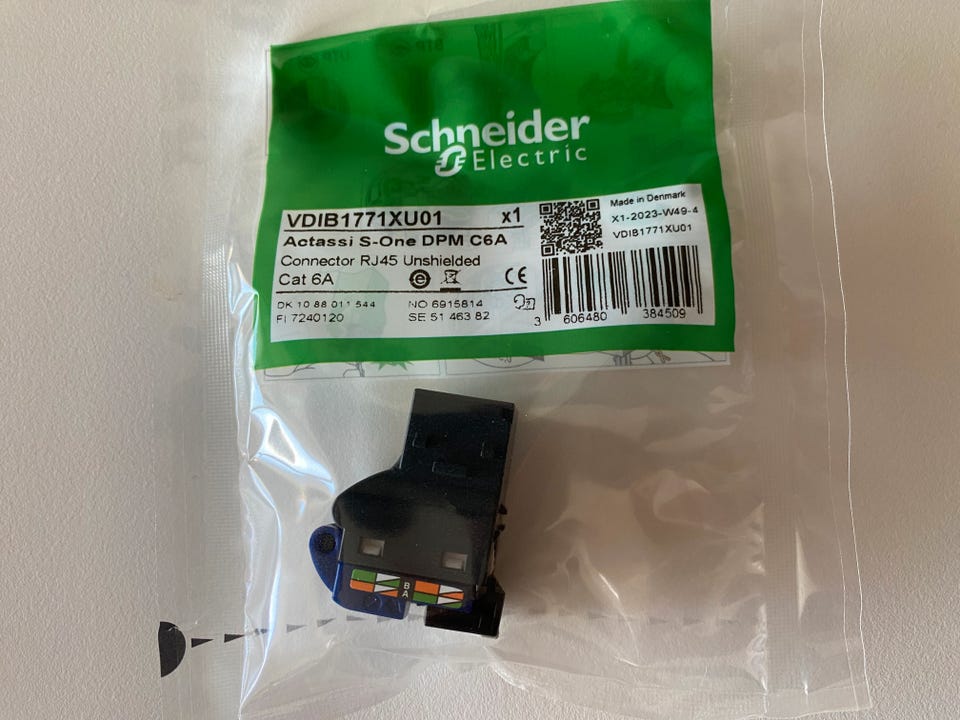 Schneider
Electric
VDIB1771XU01 x1
Actassi S-One DPM C6A
Connector RJ45 Unshielded
Cat 6A
DK 10 88 011 544 NO 6915814
FI 7240120 SE 51 463 82
Made in Denmark
X1-2023-W49-4
VDIB1771XU01
3 606480 384509
B
A